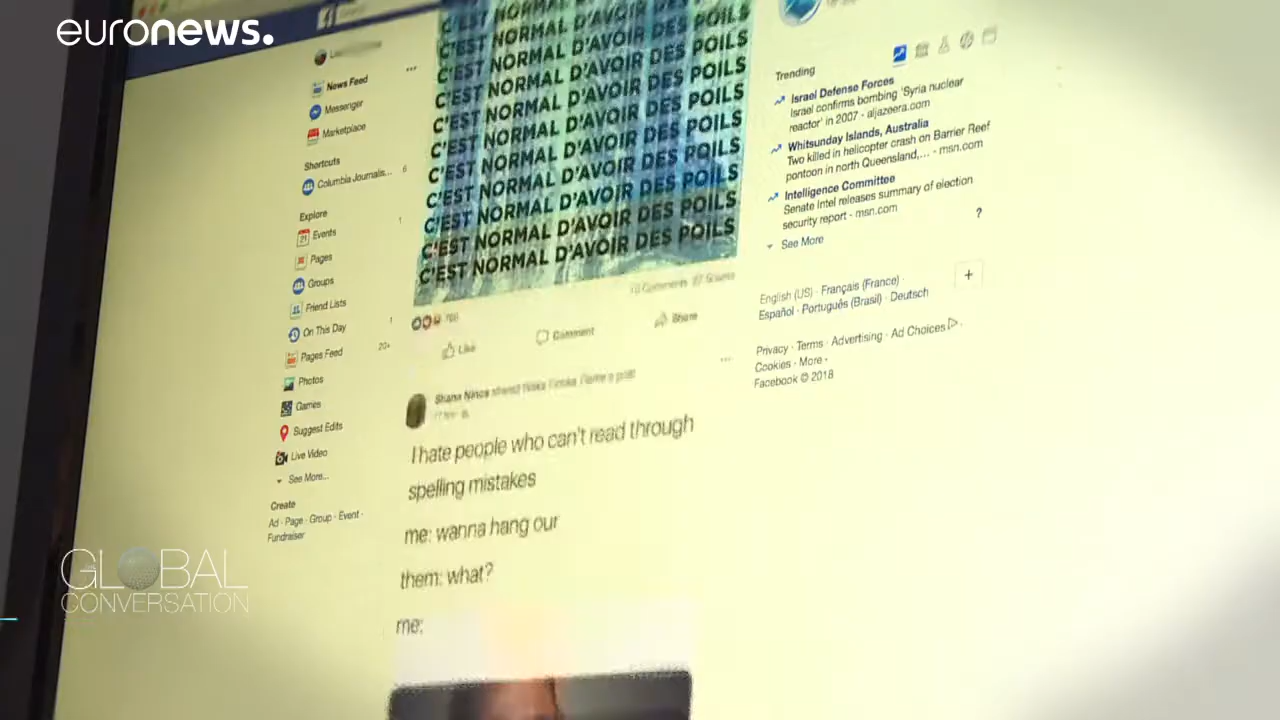 euronews.
News Feed
Messenger
Marketplace
Shortcuts
Columbia Journalis... 6
Explore
Events 1
Pages
Groups
Friend Lists
On This Day 1
Pages Feed 20+
Photos
Games
Suggest Edits
Live Video
See More...
Create
Ad · Page · Group · Event ·
Fundraiser
C'EST NORMAL D'AVOIR DES POILS
C'EST NORMAL D'AVOIR DES POILS
C'EST NORMAL D'AVOIR DES POILS
C'EST NORMAL D'AVOIR DES POILS
C'EST NORMAL D'AVOIR DES POILS
C'EST NORMAL D'AVOIR DES POILS
C'EST NORMAL D'AVOIR DES POILS
C'EST NORMAL D'AVOIR DES POILS
C'EST NORMAL D'AVOIR DES POILS
C'EST NORMAL D'AVOIR DES POILS
Comments Shares
Like Comment Share
shared
I hate people who can't read through
spelling mistakes
me: wanna hang our
them: what?
me:
Trending
Israel Defense Forces
Israel confirms bombing 'Syria nuclear
reactor' in 2007 - aljazeera.com
Whitsunday Islands, Australia
Two killed in helicopter crash on Barrier Reef
pontoon in north Queensland,... - msn.com
Intelligence Committee
Senate Intel releases summary of election
security report - msn.com
?
See More
English (US) · Français (France) ·
Español · Português (Brasil) · Deutsch
+
Privacy · Terms · Advertising · Ad Choices ·
Cookies · More ·
Facebook © 2018
THE GLOBAL
CONVERSATION